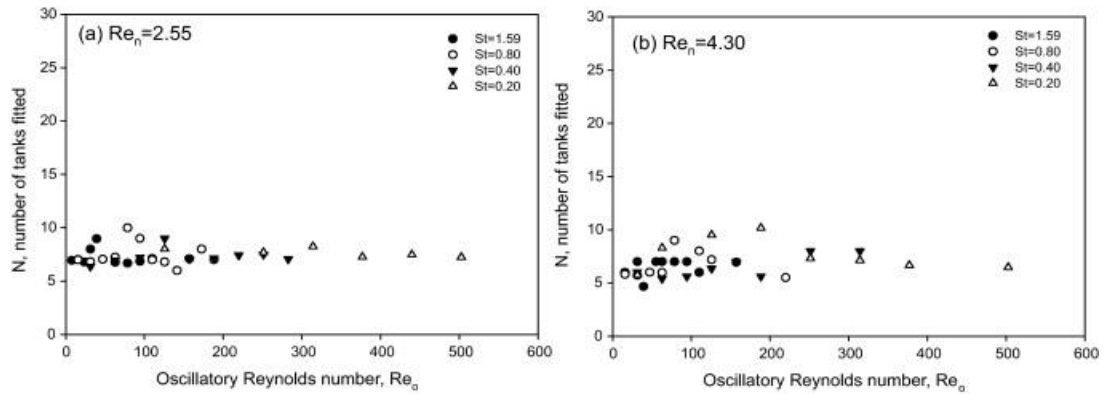 (a) Re_n=2.55
St=1.59
St=0.80
St=0.40
St=0.20
N, number of tanks fitted
30
25
20
15
10
5
0
0 100 200 300 400 500 600
Oscillatory Reynolds number, Re_o
(b) Re_n=4.30
St=1.59
St=0.80
St=0.40
St=0.20
N, number of tanks fitted
30
25
20
15
10
5
0
0 100 200 300 400 500 600
Oscillatory Reynolds number, Re_o